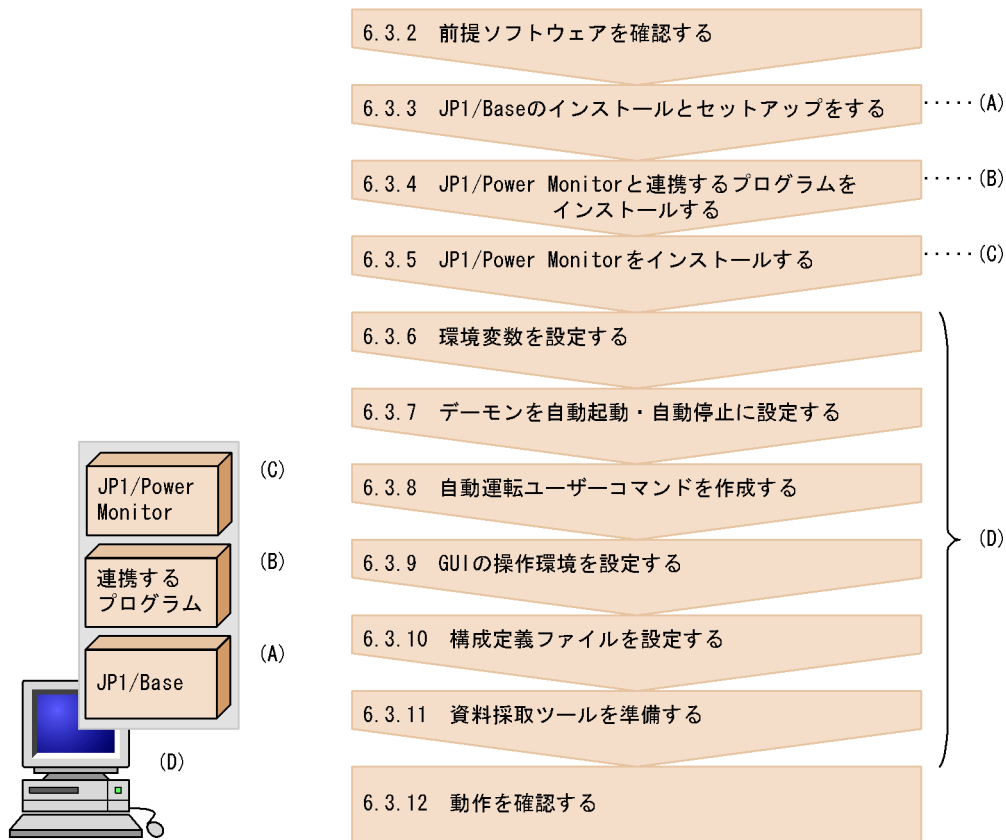 6.3.2 前提ソフトウェアを確認する
6.3.3 JP1/Baseのインストールとセットアップをする
‥‥‥(A)
6.3.4 JP1/Power Monitorと連携するプログラムを
インストールする
‥‥‥(B)
6.3.5 JP1/Power Monitorをインストールする
‥‥‥(C)
6.3.6 環境変数を設定する
6.3.7 デーモンを自動起動・自動停止に設定する
6.3.8 自動運転ユーザーコマンドを作成する
6.3.9 GUIの操作環境を設定する
6.3.10 構成定義ファイルを設定する
6.3.11 資料採取ツールを準備する
(D)
6.3.12 動作を確認する
JP1/Power
Monitor
(C)
連携する
プログラム
(B)
JP1/Base
(A)
(D)